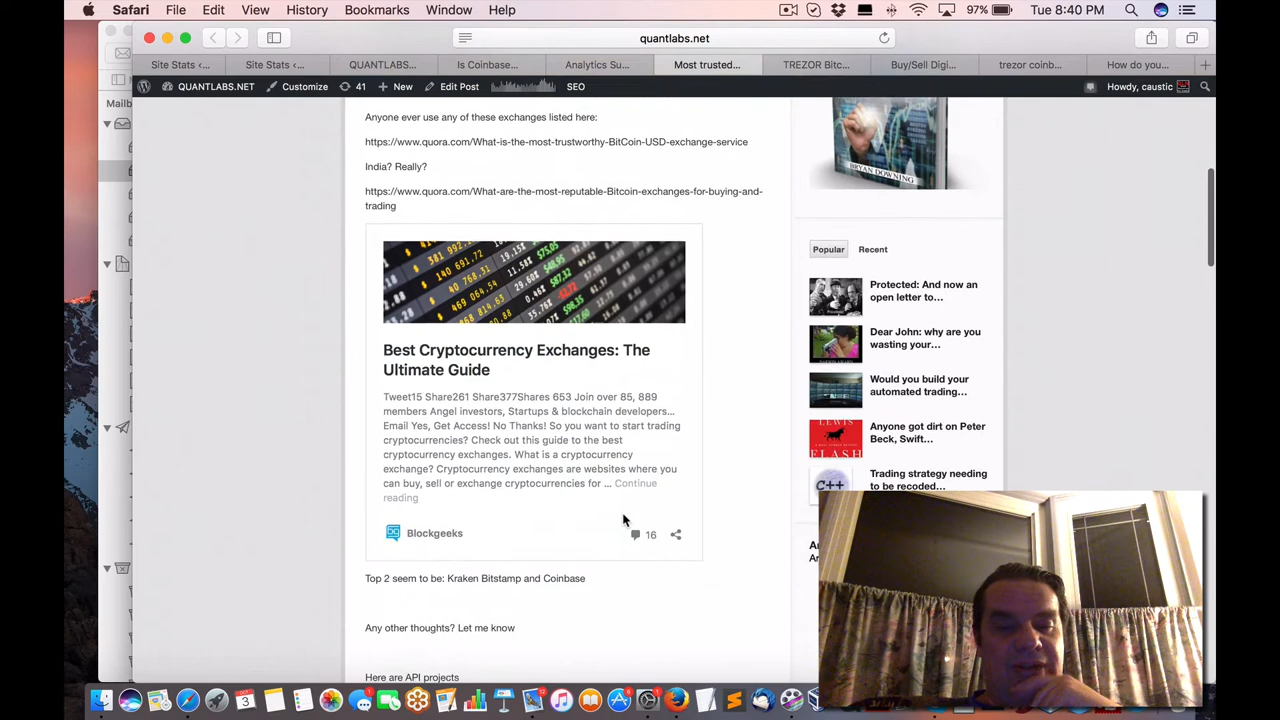 Safari File Edit View History Bookmarks Window Help 97% Tue 8:40 PM
quantlabs.net
Site Stats ‹... Site Stats ‹... QUANTLABS... Is Coinbase... Analytics Su... Most trusted... TREZOR Bitc... Buy/Sell Digi... trezor coinb... How do you...
QUANTLABS.NET Customize 41 New Edit Post SEO Howdy, caustic
Mailb
Anyone ever use any of these exchanges listed here:
https://www.quora.com/What-is-the-most-trustworthy-BitCoin-USD-exchange-service
India? Really?
https://www.quora.com/What-are-the-most-reputable-Bitcoin-exchanges-for-buying-and-
trading
Best Cryptocurrency Exchanges: The
Ultimate Guide
Tweet15 Share261 Share377Shares 653 Join over 85, 889
members Angel investors, Startups & blockchain developers...
Email Yes, Get Access! No Thanks! So you want to start trading
cryptocurrencies? Check out this guide to the best
cryptocurrency exchanges. What is a cryptocurrency
exchange? Cryptocurrency exchanges are websites where you
can buy, sell or exchange cryptocurrencies for ... Continue
reading
Blockgeeks 16
Top 2 seem to be: Kraken Bitstamp and Coinbase
Any other thoughts? Let me know
Here are API projects
BRYAN DOWNING
Popular Recent
Protected: And now an
open letter to...
Dear John: why are you
wasting your...
Would you build your
automated trading...
Anyone got dirt on Peter
Beck, Swift...
LEWIS
FLASH
Trading strategy needing
to be recoded...
C++